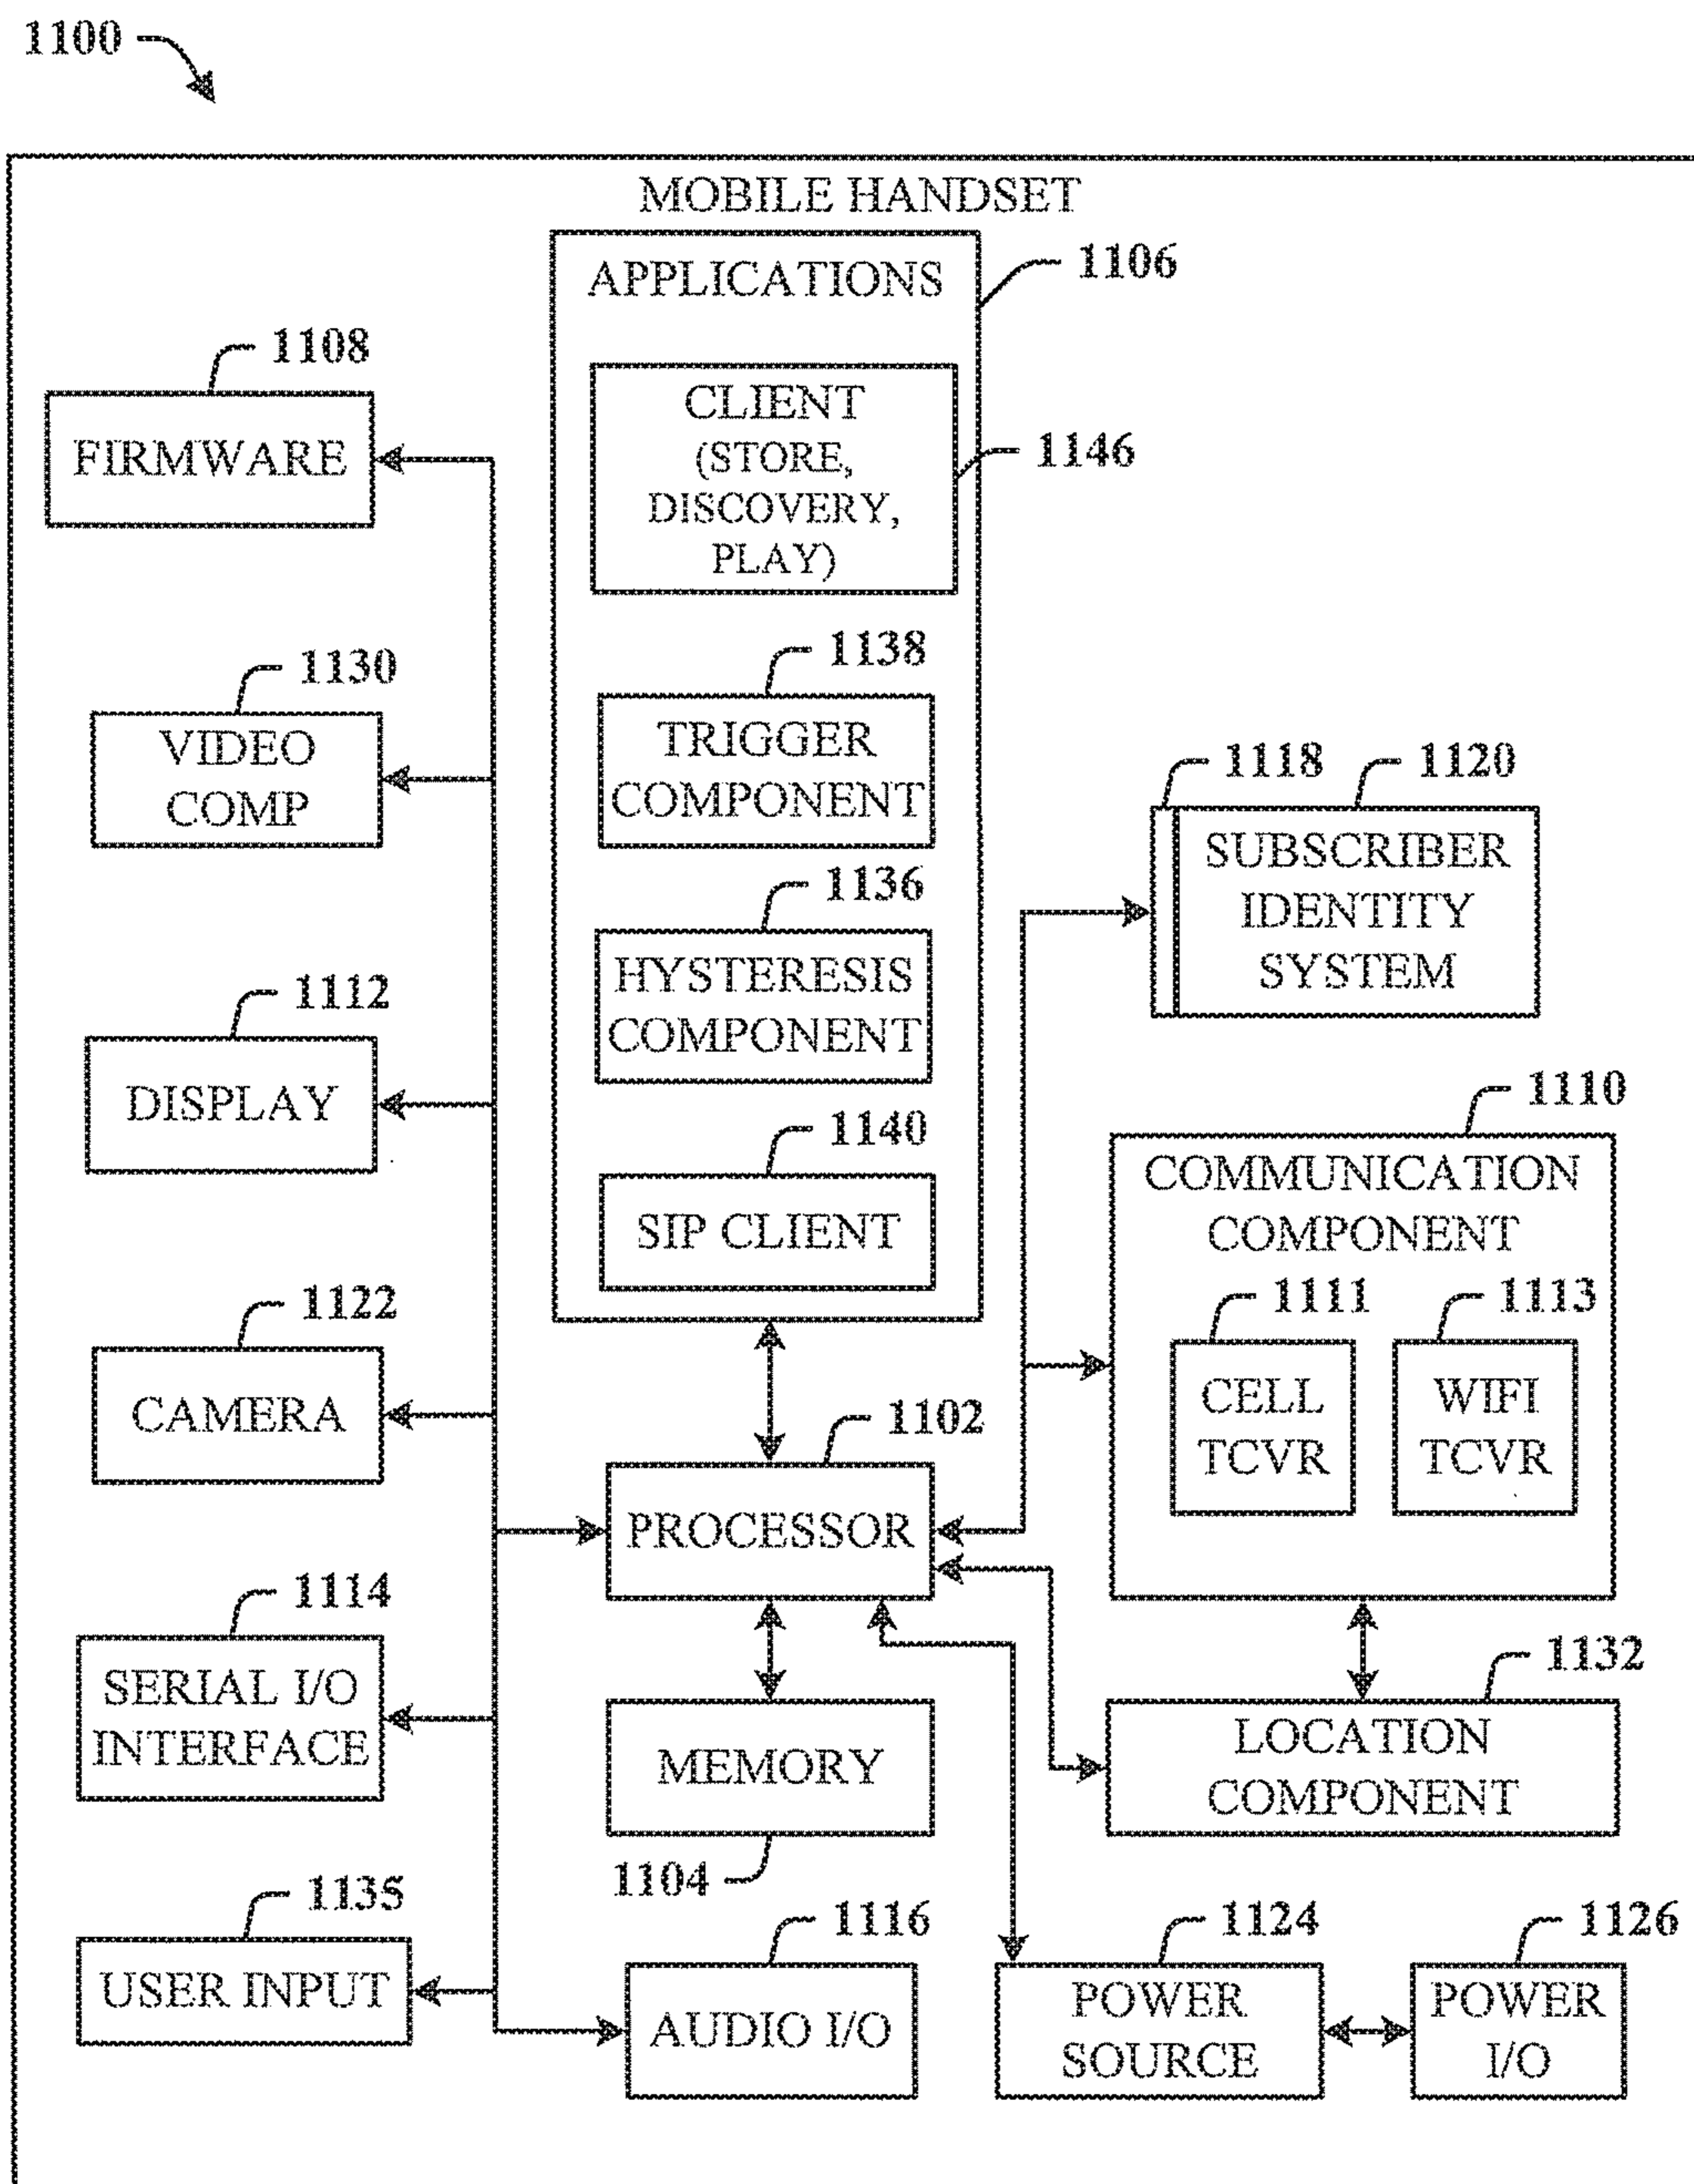 1100
MOBILE HANDSET
APPLICATIONS
1106
CLIENT
(STORE,
DISCOVERY,
PLAY)
1146
1138
TRIGGER
COMPONENT
1136
HYSTERESIS
COMPONENT
1140
SIP CLIENT
1108
FIRMWARE
1130
VIDEO
COMP
1112
DISPLAY
1122
CAMERA
1114
SERIAL I/O
INTERFACE
1135
USER INPUT
1102
PROCESSOR
MEMORY
1104
1116
AUDIO I/O
1118
1120
SUBSCRIBER
IDENTITY
SYSTEM
1110
COMMUNICATION
COMPONENT
1111
CELL
TCVR
1113
WIFI
TCVR
1132
LOCATION
COMPONENT
1124
POWER
SOURCE
1126
POWER
I/O